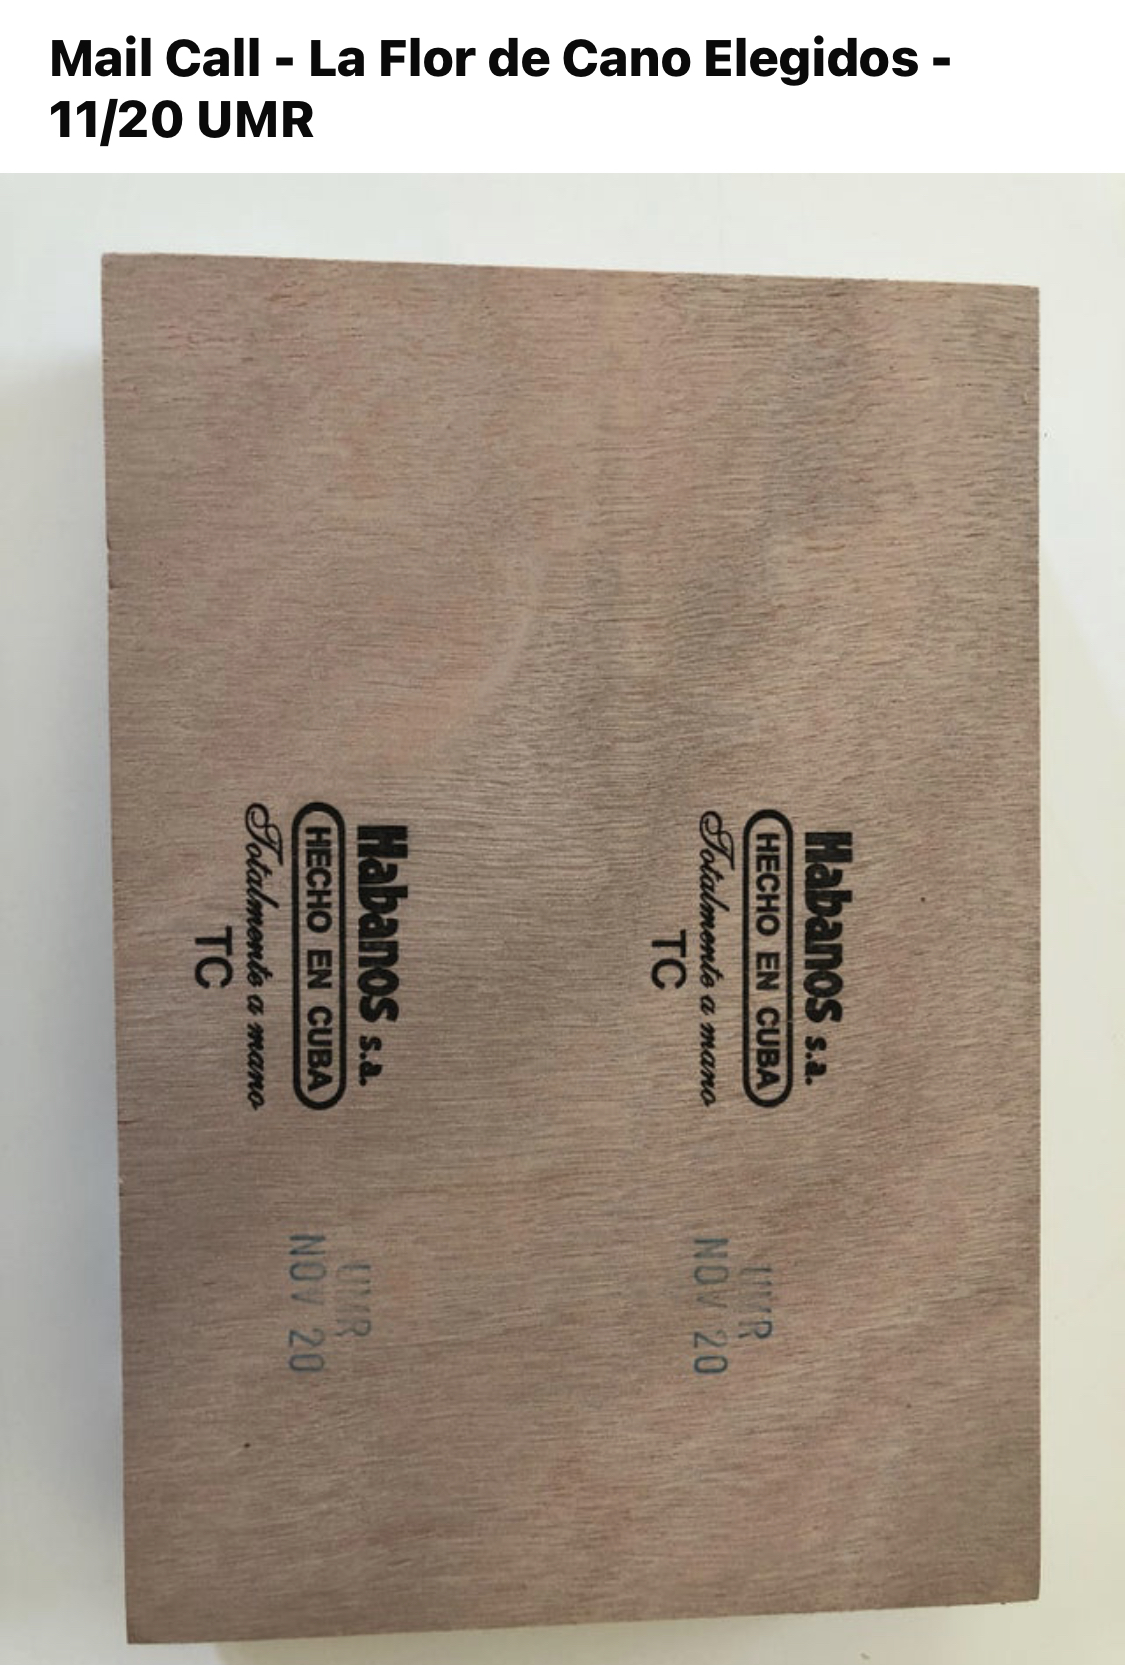 Mail Call - La Flor de Cano Elegidos -
11/20 UMR
Habanos s.a.
HECHO EN CUBA
Totalmente a mano
TC
UMR
NOV 20
Habanos s.a.
HECHO EN CUBA
Totalmente a mano
TC
UMR
NOV 20